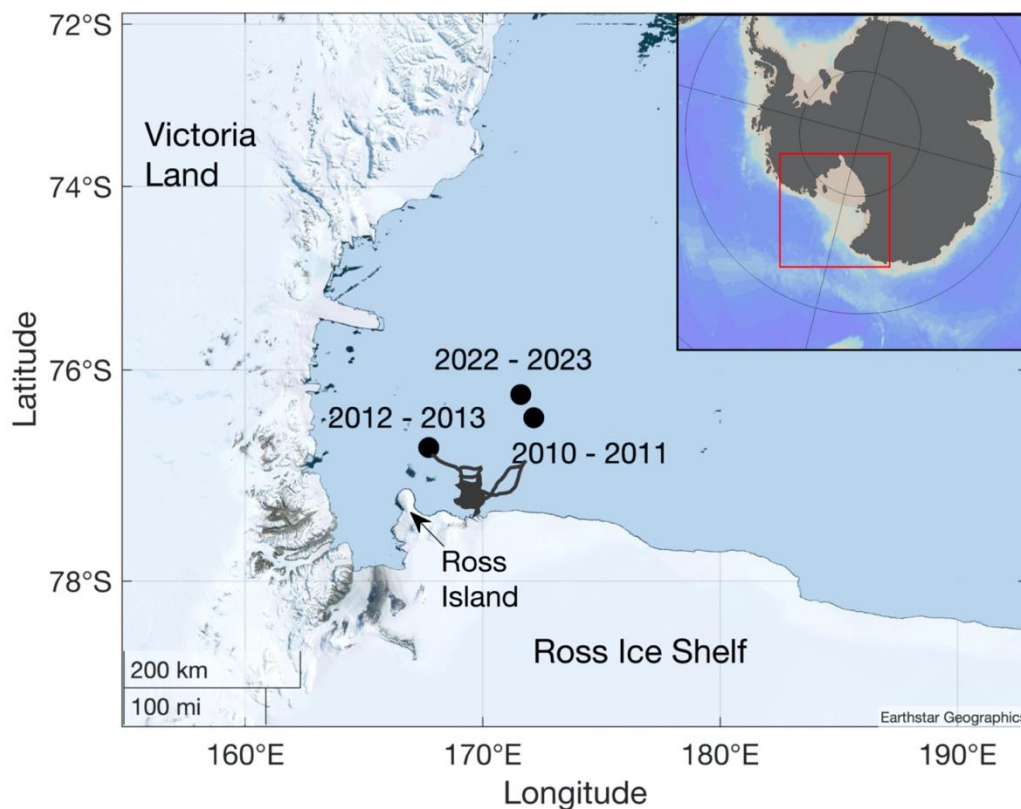 72°S
Victoria
Land
74°S
Latitude
76°S
2022 - 2023
2012 - 2013
2010 - 2011
78°S
Ross
Island
Ross Ice Shelf
200 km
100 mi
Earthstar Geographics
160°E
170°E
180°E
190°E
Longitude